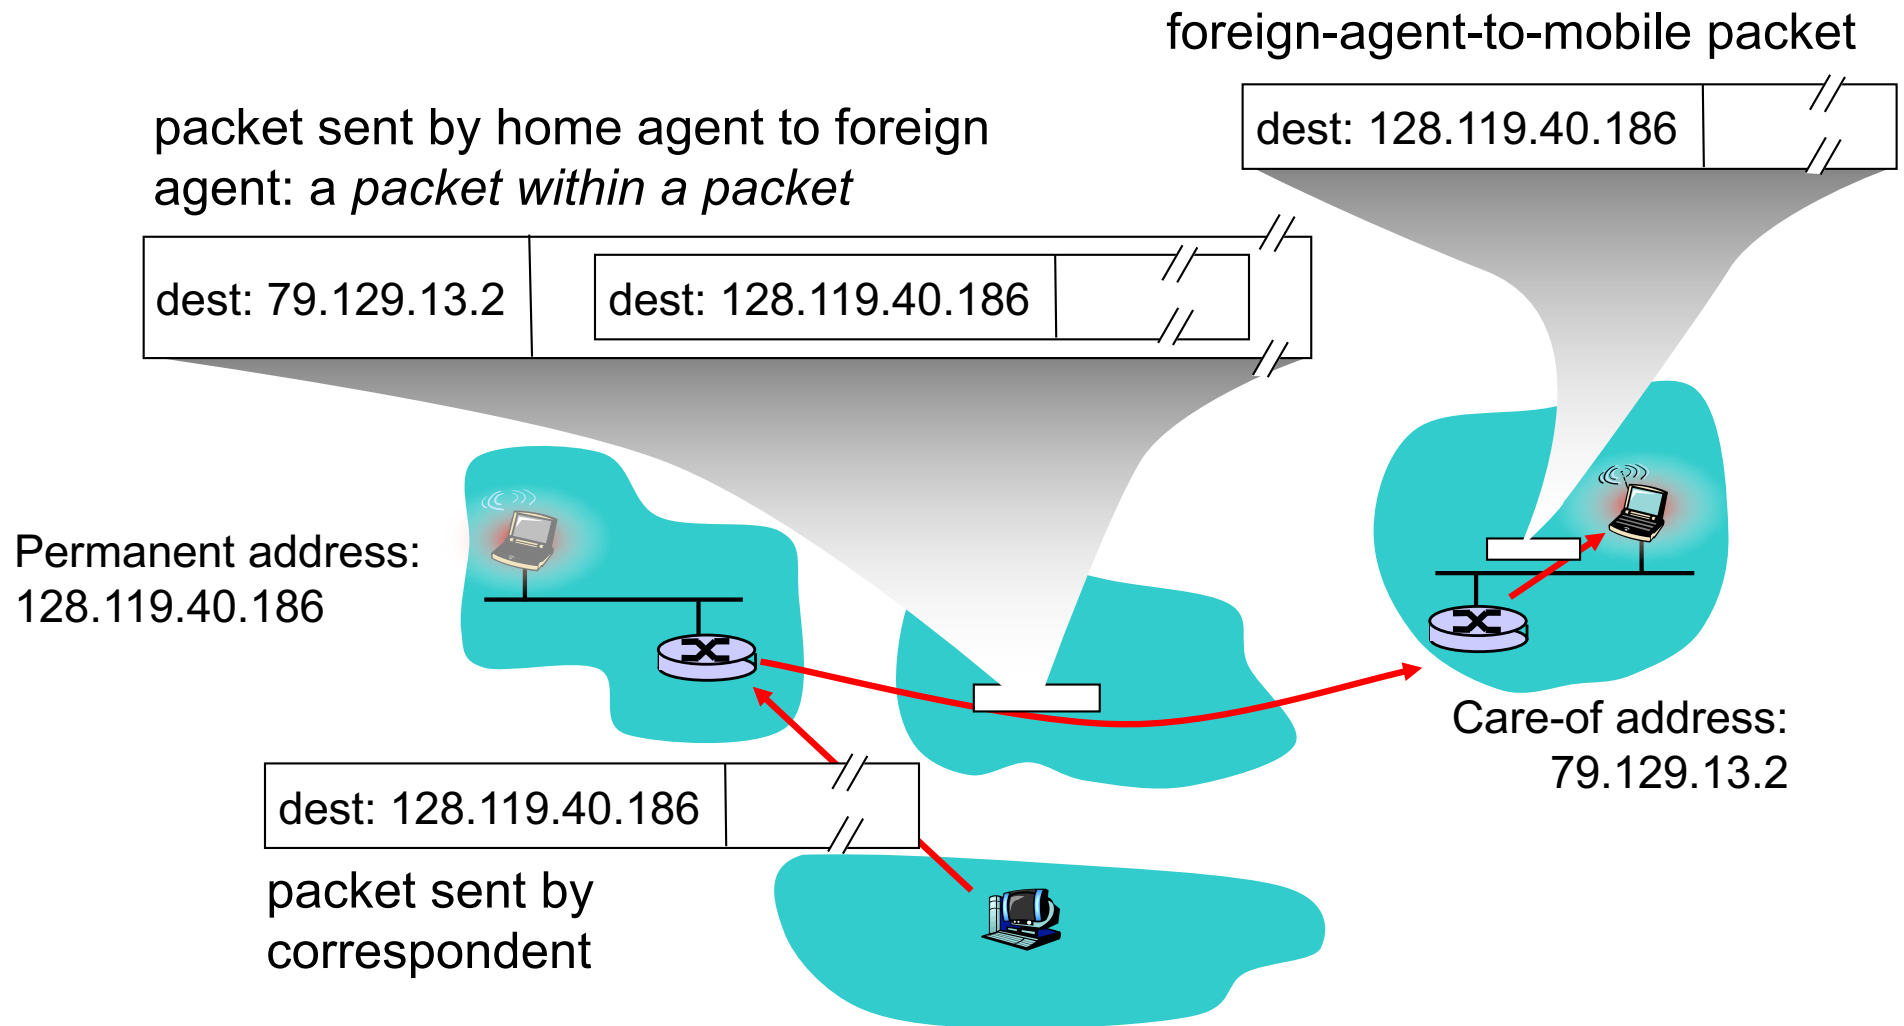 foreign-agent-to-mobile packet
dest: 128.119.40.186
packet sent by home agent to foreign
agent: a packet within a packet
dest: 79.129.13.2
dest: 128.119.40.186
Permanent address:
128.119.40.186
Care-of address:
79.129.13.2
dest: 128.119.40.186
packet sent by
correspondent